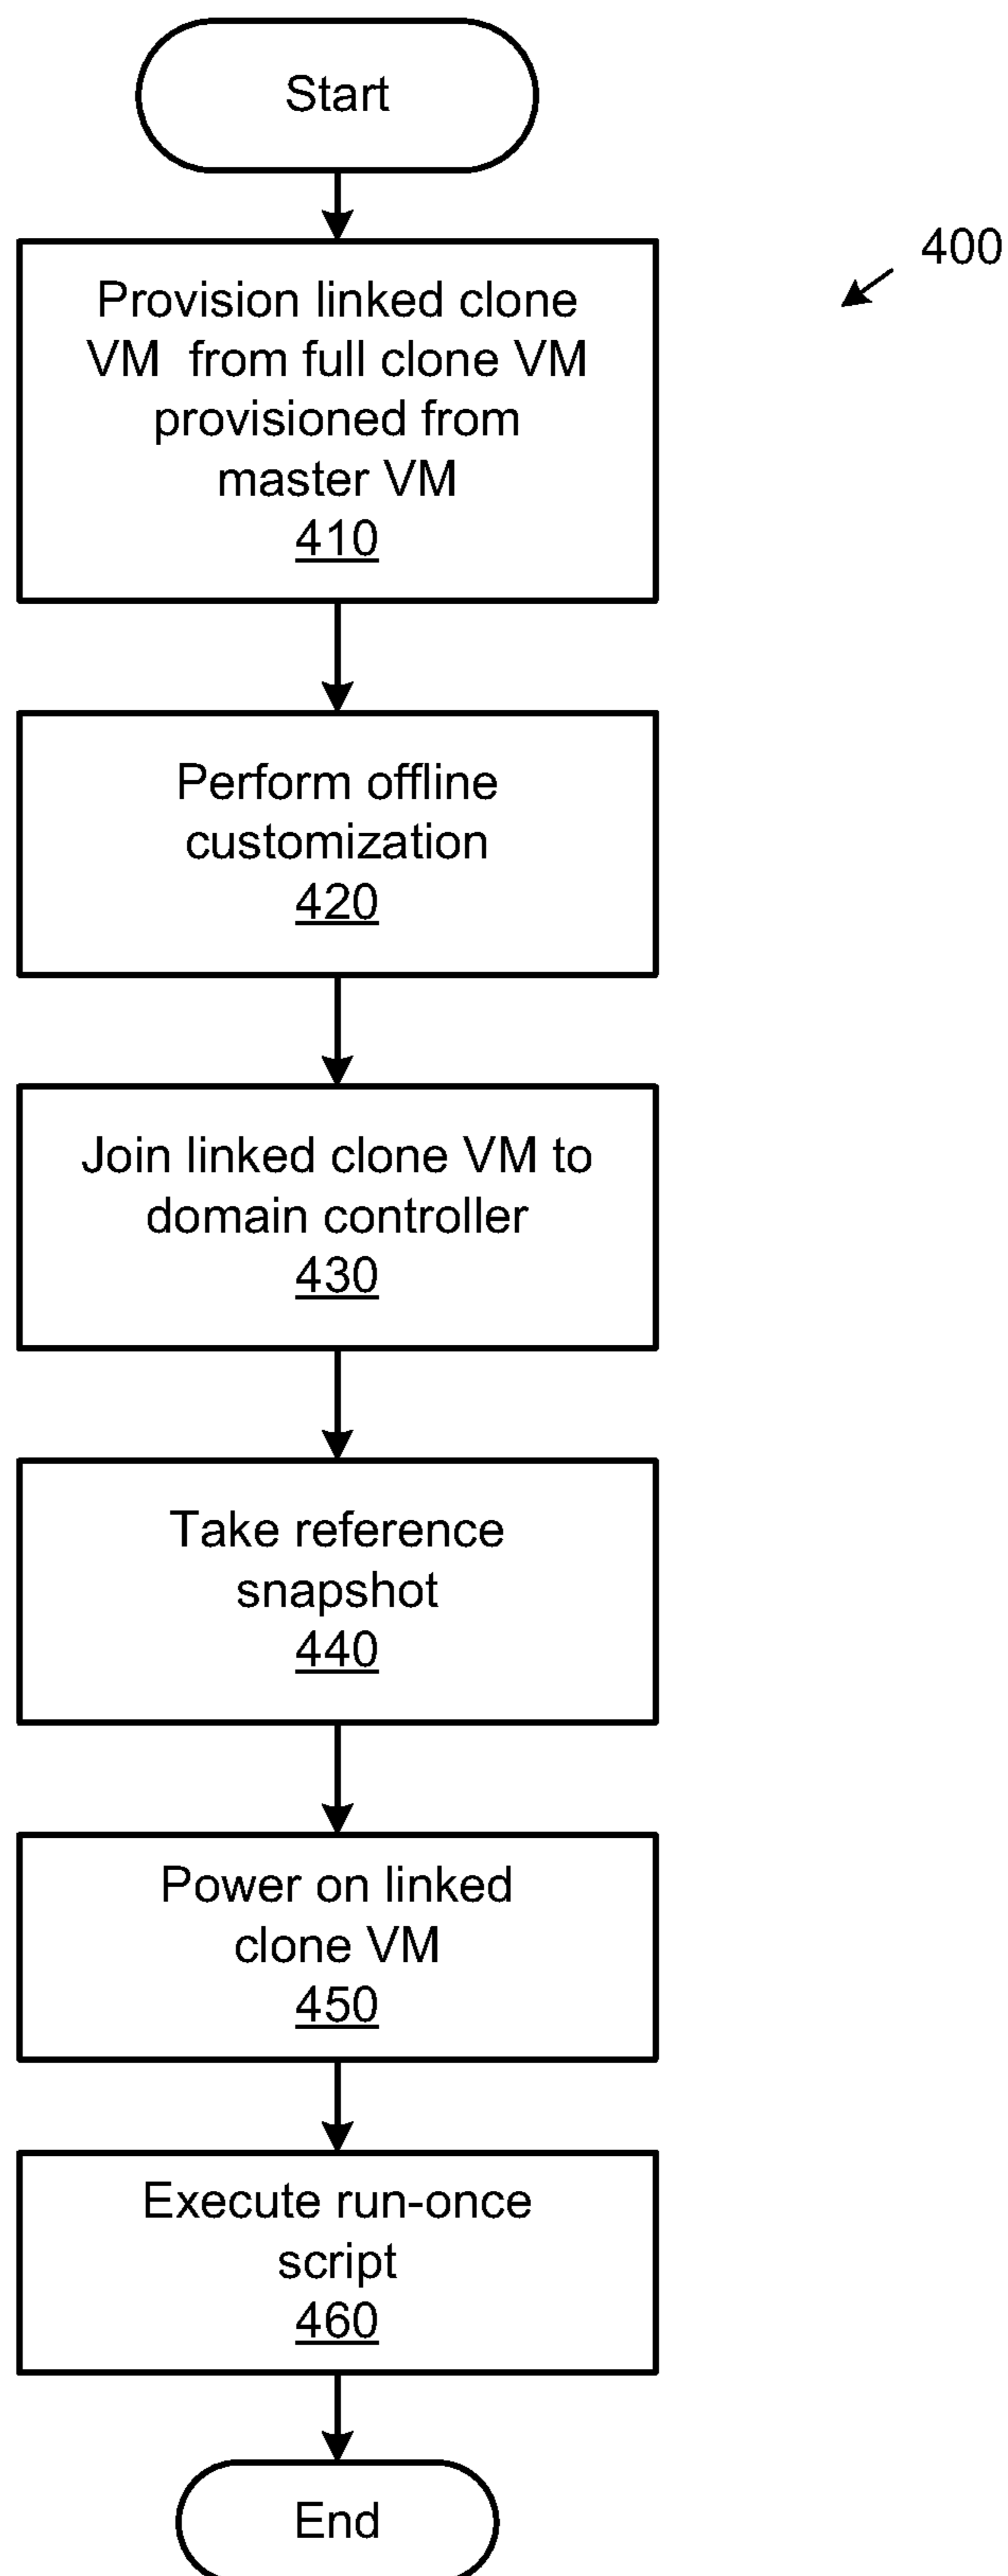 Start
400
Provision linked clone
VM from full clone VM
provisioned from
master VM
410
Perform offline
customization
420
Join linked clone VM to
domain controller
430
Take reference
snapshot
440
Power on linked
clone VM
450
Execute run-once
script
460
End